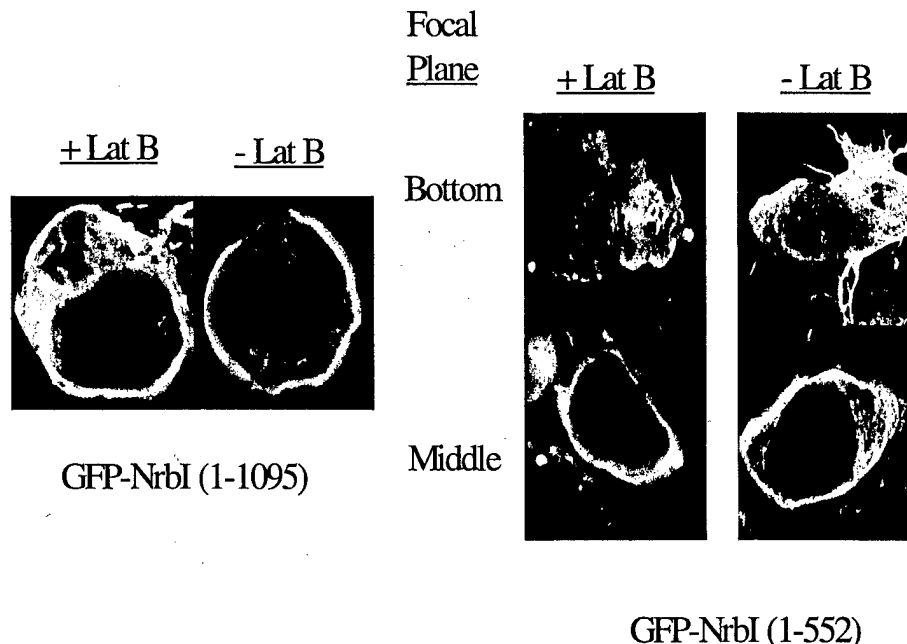 Focal
Plane
+ Lat B
- Lat B
+ Lat B
- Lat B
Bottom
Middle
GFP-NrbI (1-1095)
GFP-NrbI (1-552)